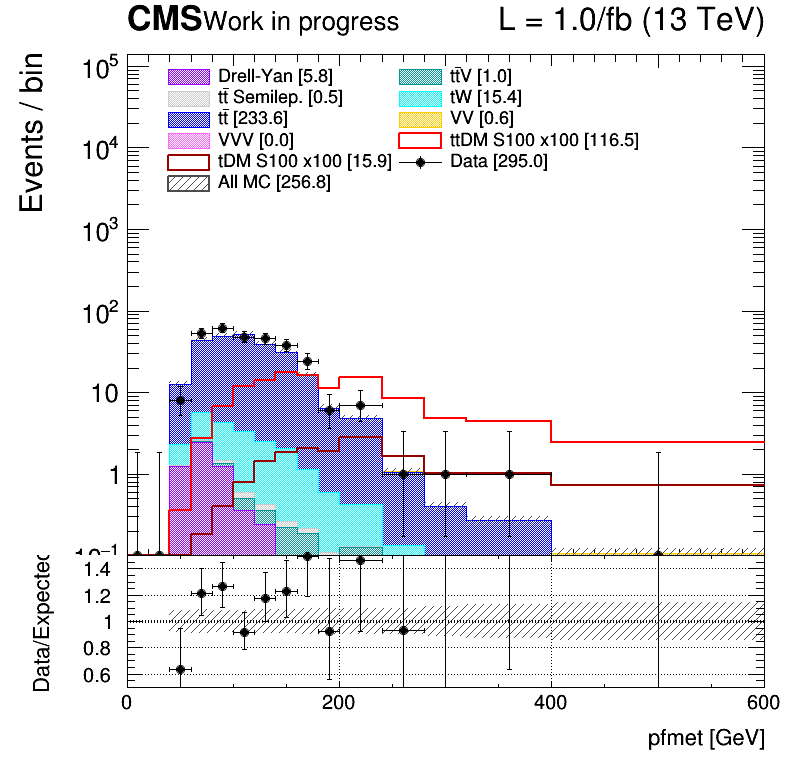 CMS Work in progress L = 1.0/fb (13 TeV)
Events / bin
10⁵
10⁴
10³
10²
10
1
10⁻¹
Drell-Yan [5.8] tt̄V [1.0]
tt̄ Semilep. [0.5] tW [15.4]
tt̄ [233.6] VV [0.6]
VVV [0.0] ttDM S100 x100 [116.5]
tDM S100 x100 [15.9] Data [295.0]
All MC [256.8]
Data/Expected
1.4
1.2
1
0.8
0.6
0 200 400 600
pfmet [GeV]